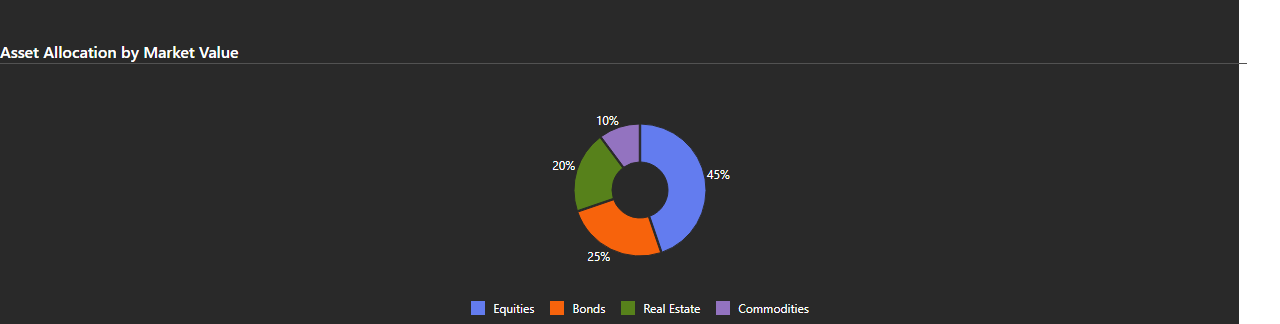 Asset Allocation by Market Value
10%
20%
45%
25%
Equities Bonds Real Estate Commodities